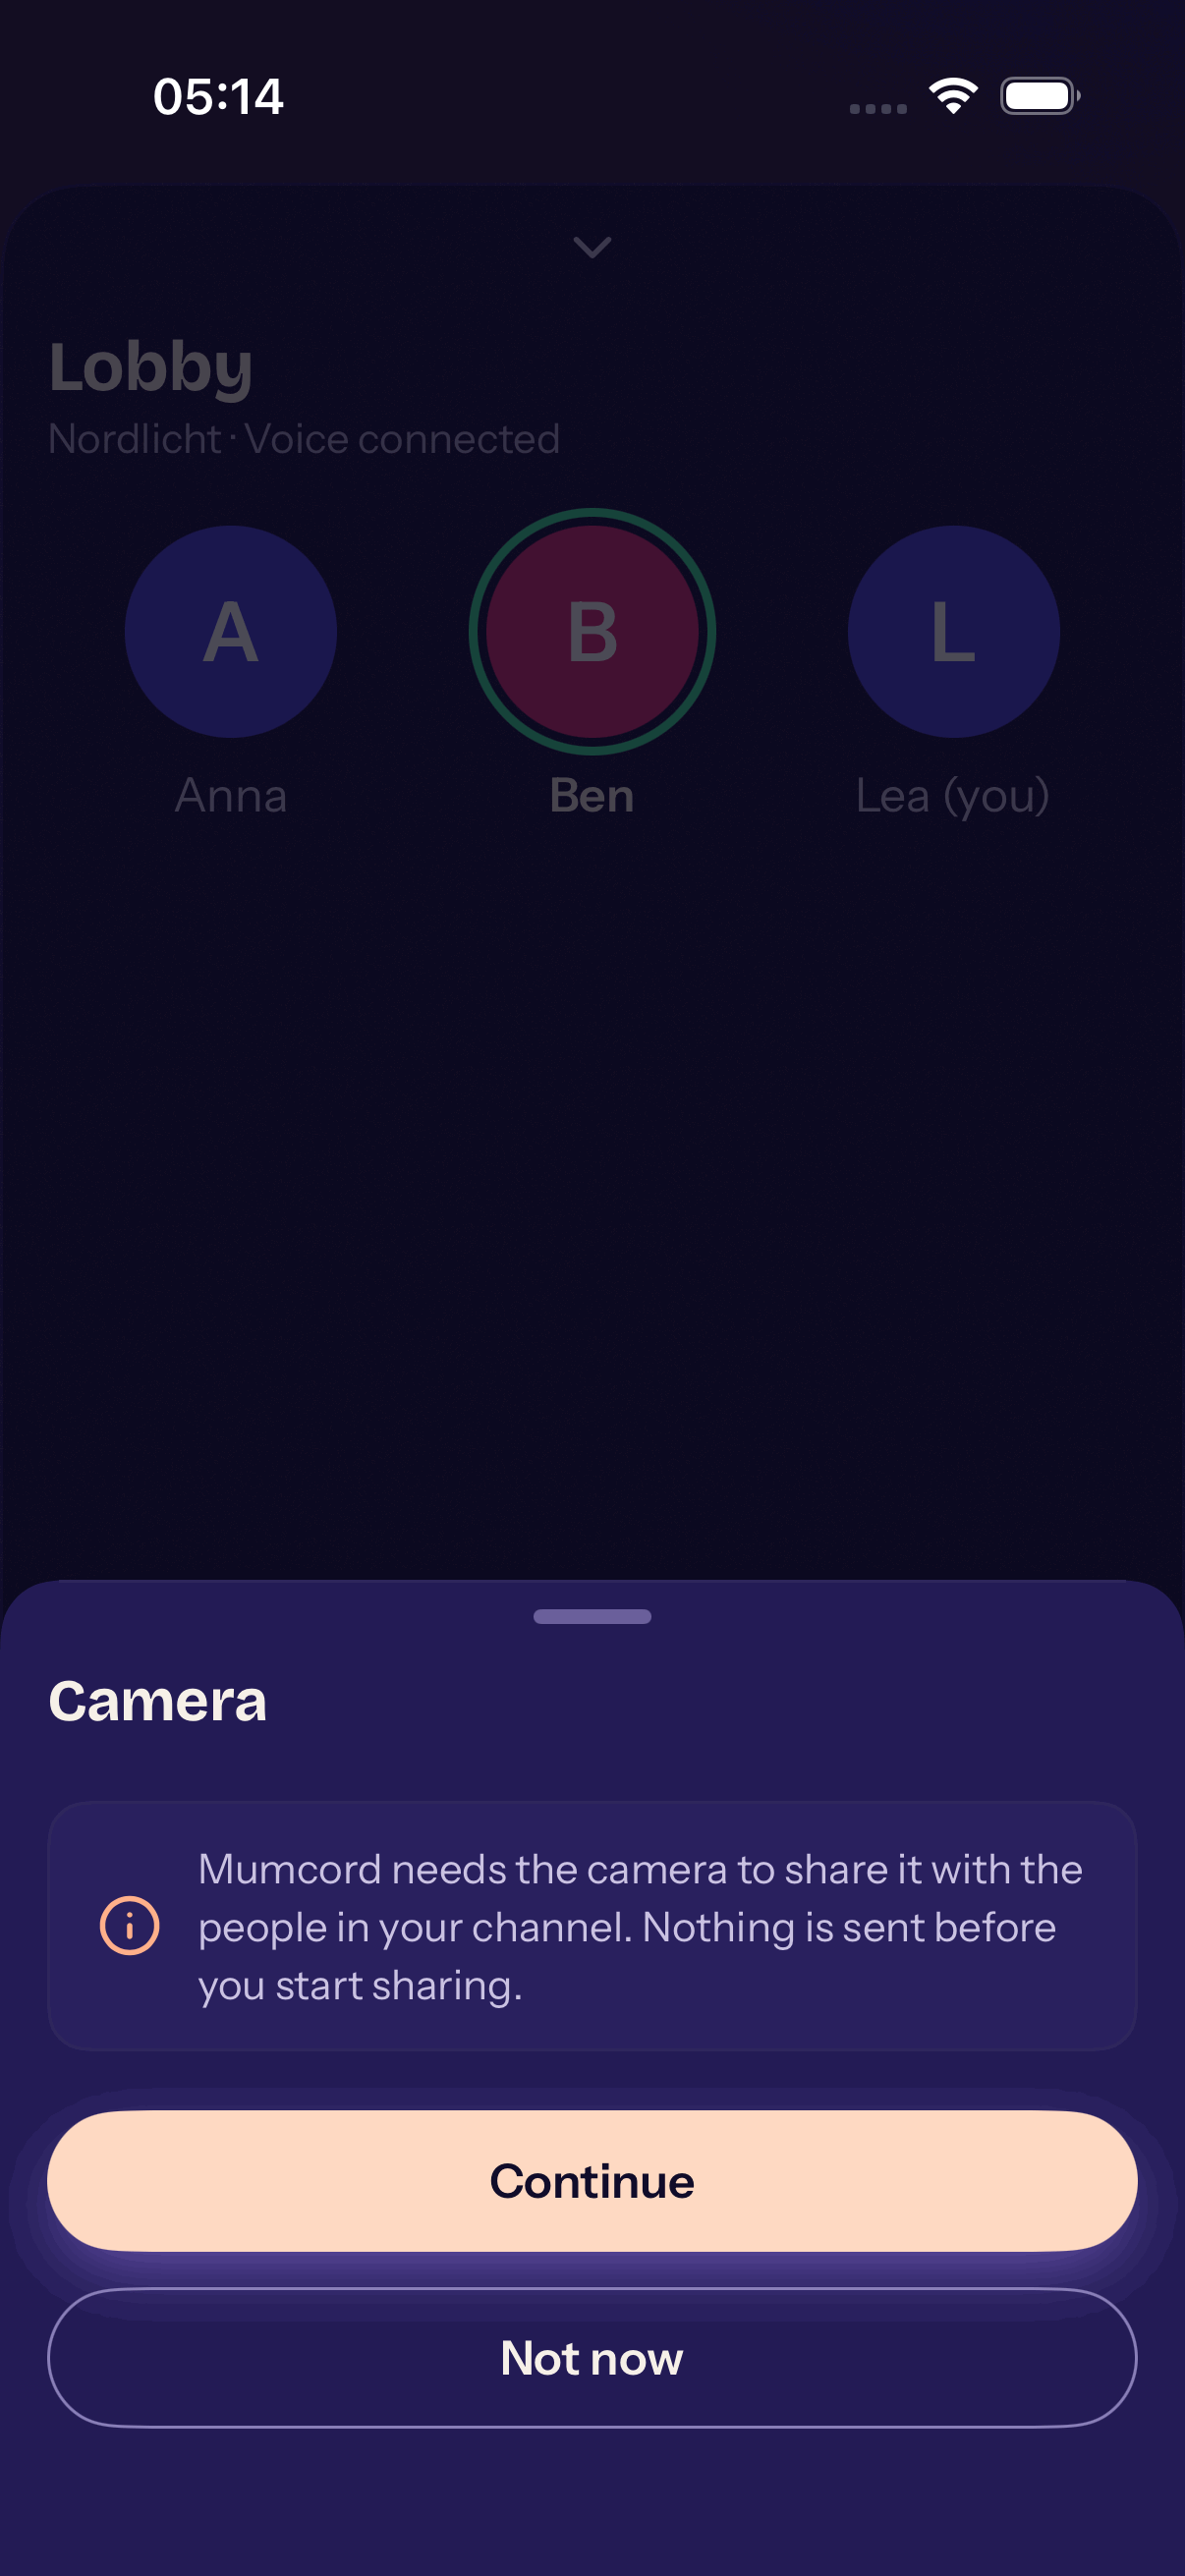 05:14
Lobby
Nordlicht · Voice connected
A
B
L
Anna
Ben
Lea (you)
Camera
Mumcord needs the camera to share it with the
people in your channel. Nothing is sent before
you start sharing.
Continue
Not now